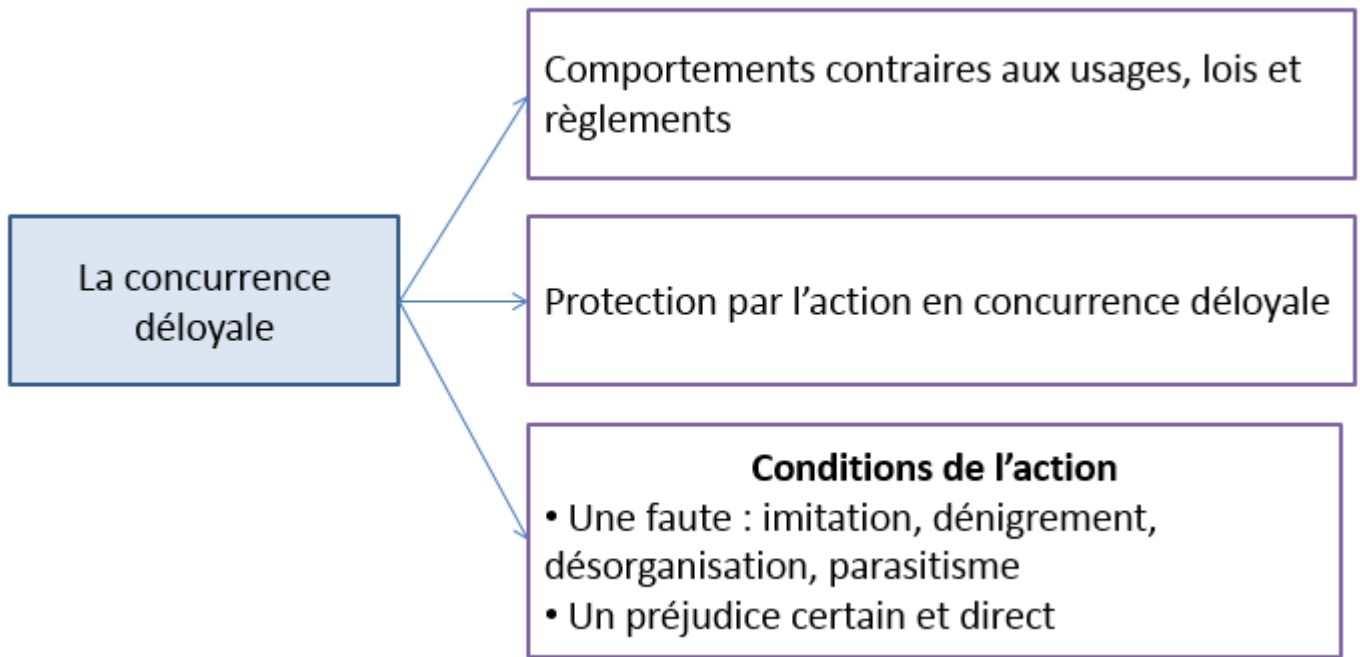 Comportements contraires aux usages, lois et
règlements
La concurrence
déloyale
Protection par l’action en concurrence déloyale
Conditions de l’action
• Une faute : imitation, dénigrement,
désorganisation, parasitisme
• Un préjudice certain et direct